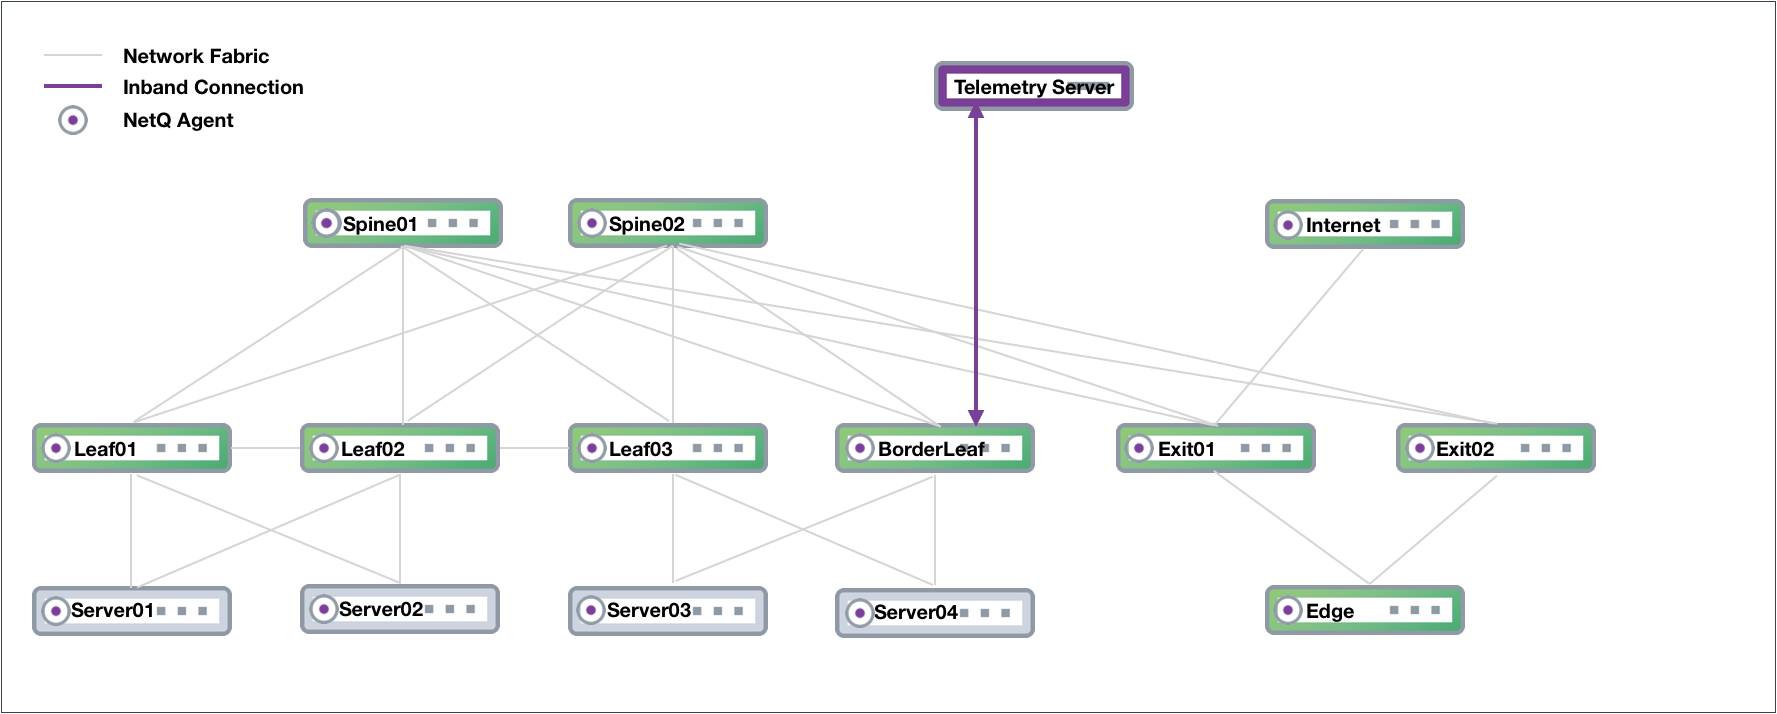 Network Fabric
Inband Connection
NetQ Agent
Telemetry Server
Spine01
Spine02
Internet
Leaf01
Leaf02
Leaf03
BorderLeaf
Exit01
Exit02
Server01
Server02
Server03
Server04
Edge